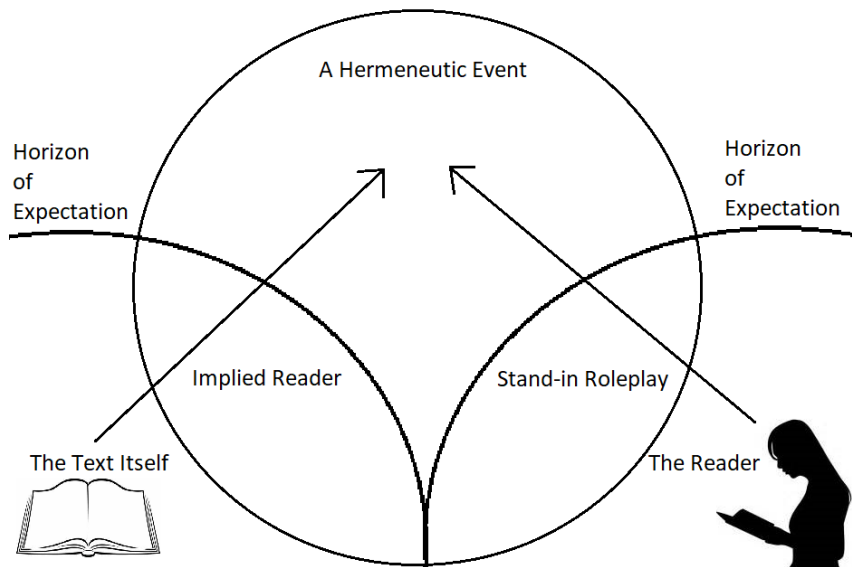 A Hermeneutic Event
Horizon
of
Expectation
Horizon
of
Expectation
Implied Reader
Stand-in Roleplay
The Text Itself
The Reader